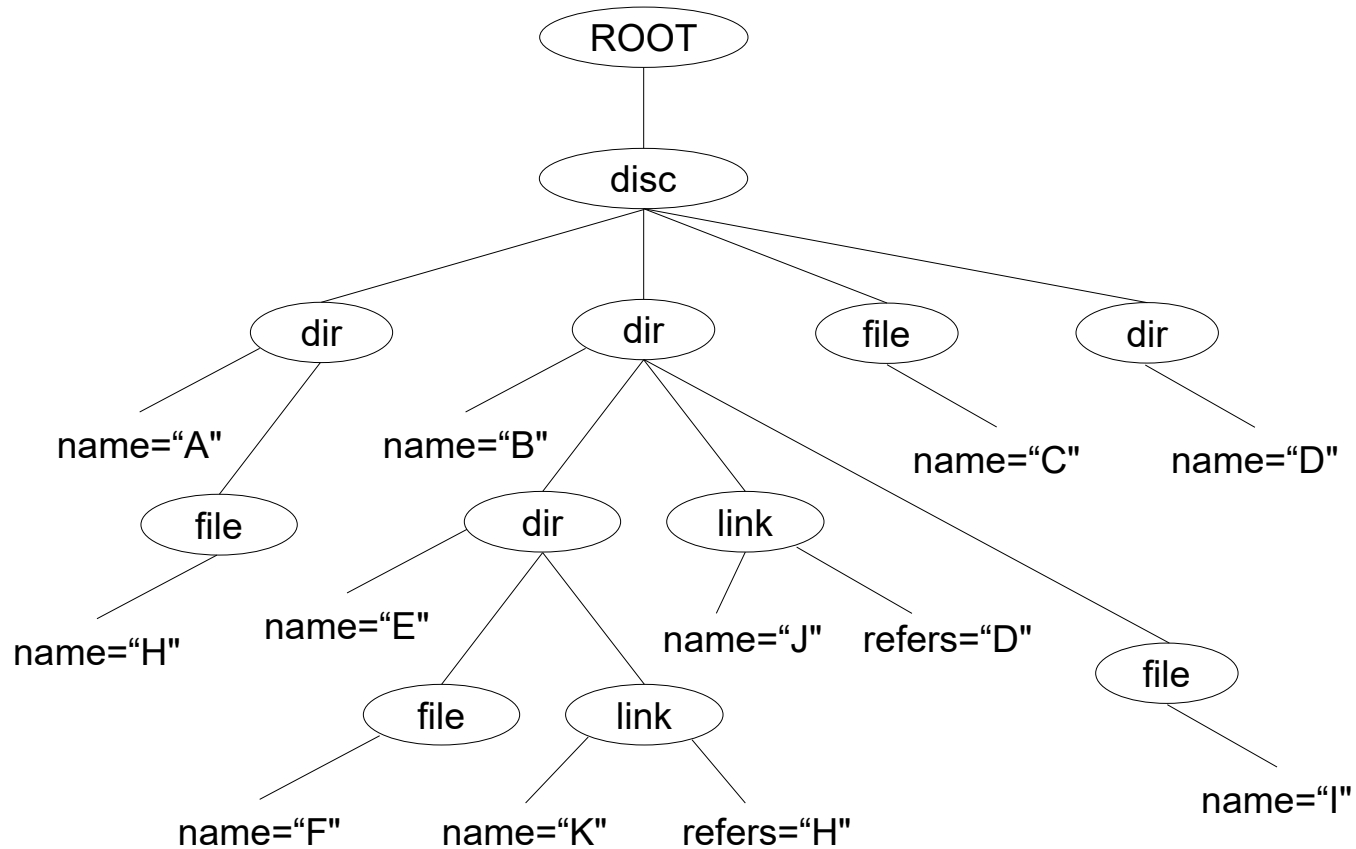 ROOT
disc
dir
dir
file
dir
name=“A"
name=“B"
name=“C"
name=“D"
file
dir
link
name=“H"
name=“E"
name=“J"
refers=“D"
file
file
link
name=“I"
name=“F"
name=“K"
refers=“H"